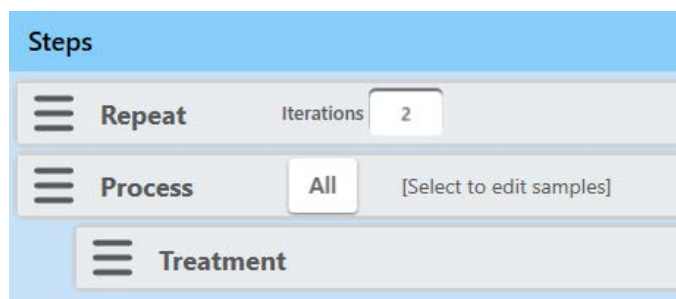 Steps
Repeat Iterations 2
Process All [Select to edit samples]
Treatment